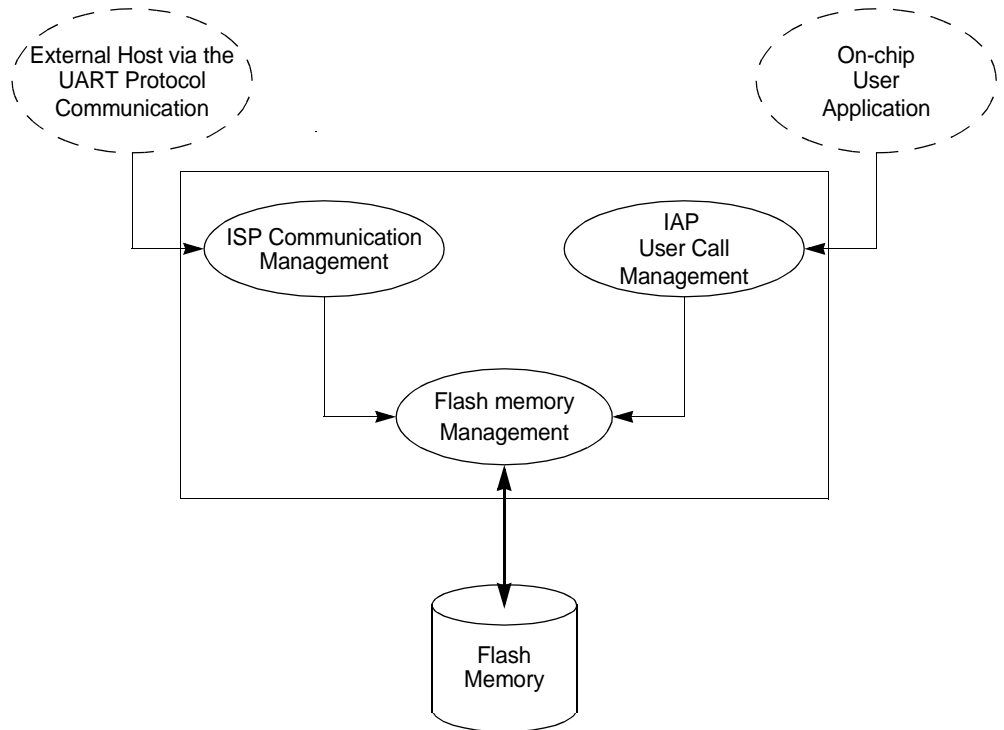 External Host via the
UART Protocol
Communication
On-chip
User
Application
ISP Communication
Management
IAP
User Call
Management
Flash memory
Management
Flash
Memory